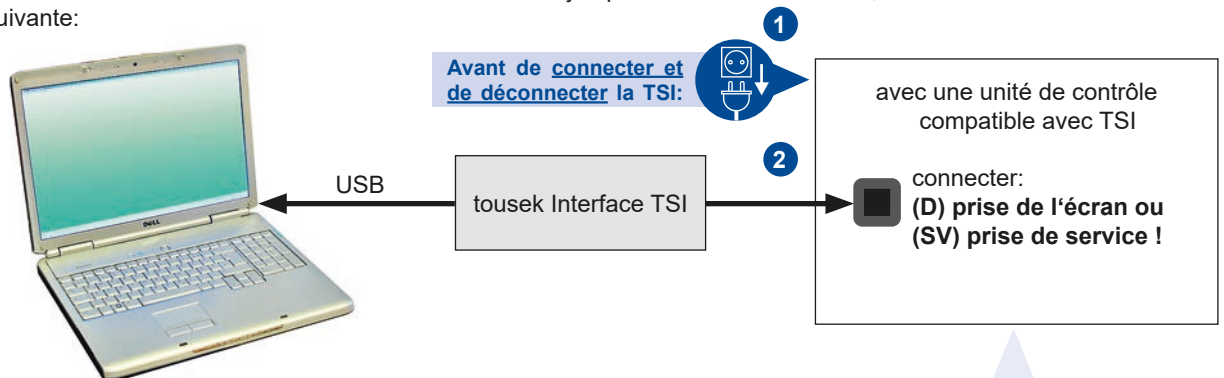 uivante:
1
Avant de connecter et
de déconnecter la TSI:
avec une unité de contrôle
compatible avec TSI
2
USB
tousek Interface TSI
connecter:
(D) prise de l‘écran ou
(SV) prise de service !
DELL